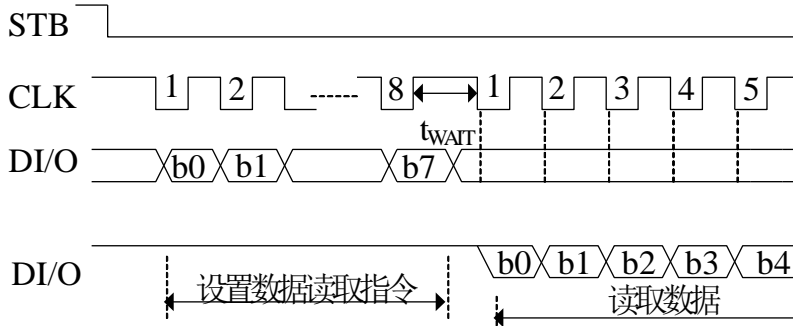 STB
CLK 1 2 8 1 2 3 4 5
tWAIT
DI/O b0 b1 b7
DI/O b0 b1 b2 b3 b4
设置数据读取指令 读取数据